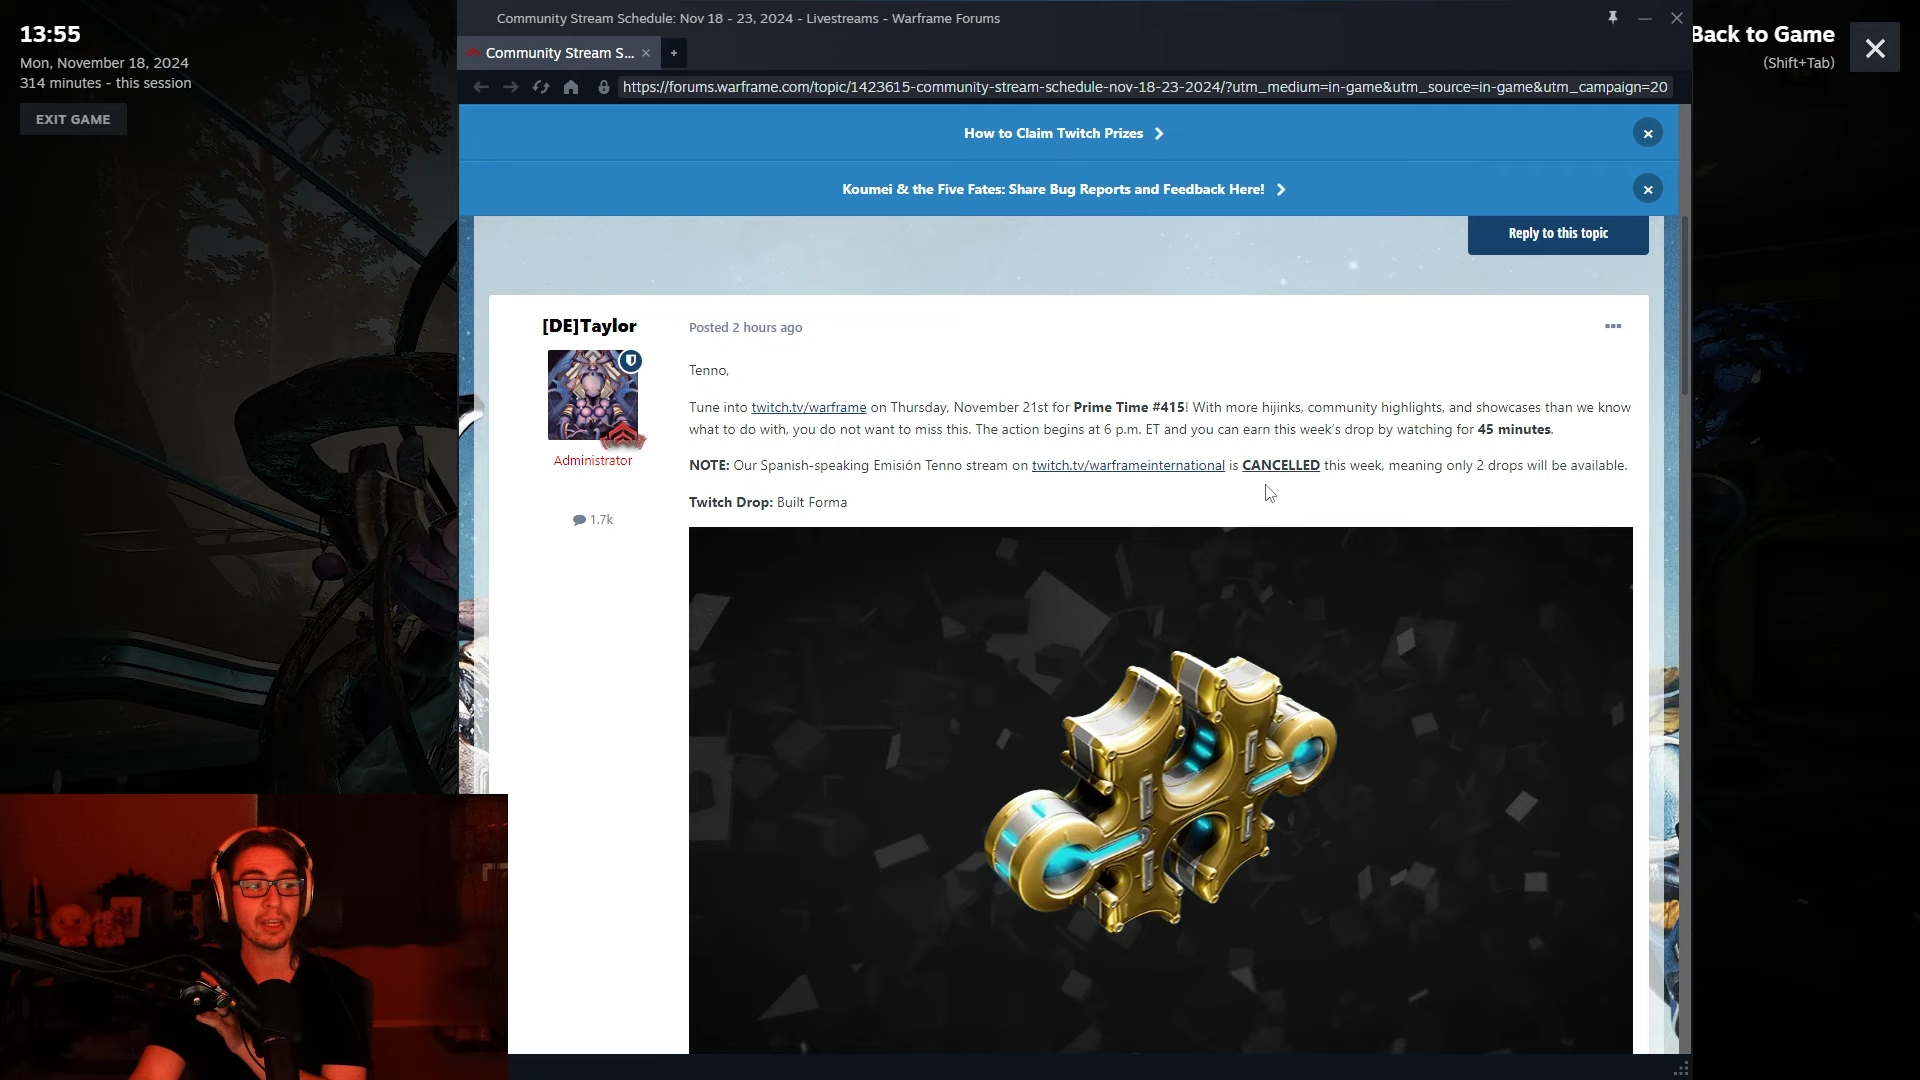 13:55
Mon, November 18, 2024
314 minutes - this session
EXIT GAME
Community Stream Schedule: Nov 18 - 23, 2024 - Livestreams - Warframe Forums
Community Stream S...
https://forums.warframe.com/topic/1423615-community-stream-schedule-nov-18-23-2024/?utm_medium=in-game&utm_source=in-game&utm_campaign=20
Back to Game
(Shift+Tab)
How to Claim Twitch Prizes
Koumei & the Five Fates: Share Bug Reports and Feedback Here!
Reply to this topic
[DE]Taylor
Administrator
1.7k
Posted 2 hours ago
Tenno,
Tune into twitch.tv/warframe on Thursday, November 21st for Prime Time #415! With more hijinks, community highlights, and showcases than we know
what to do with, you do not want to miss this. The action begins at 6 p.m. ET and you can earn this week's drop by watching for 45 minutes.
NOTE: Our Spanish-speaking Emisión Tenno stream on twitch.tv/warframeinternational is CANCELLED this week, meaning only 2 drops will be available.
Twitch Drop: Built Forma